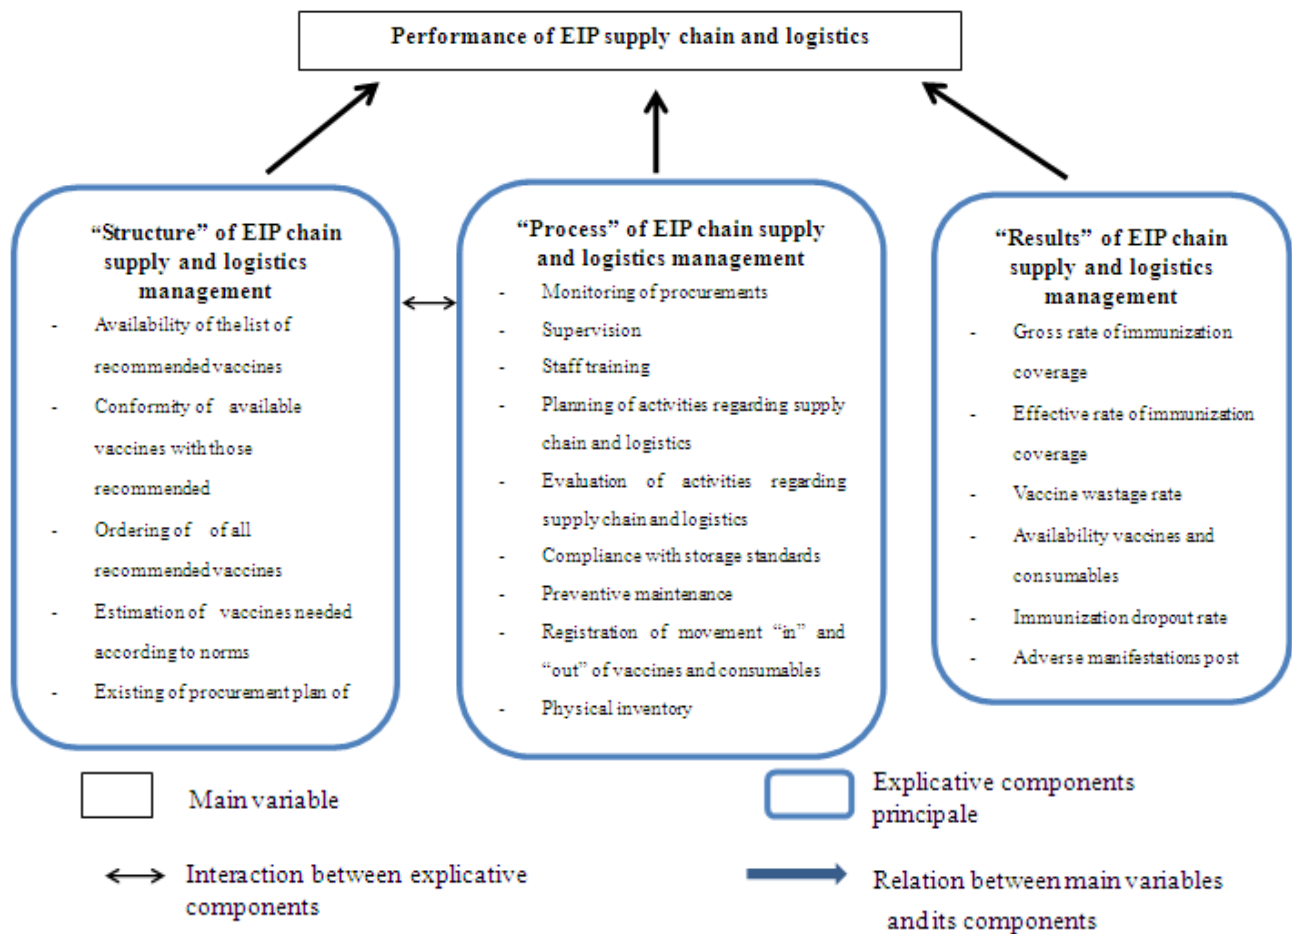 Performance of EIP supply chain and logistics
“Structure” of EIP chain
supply and logistics
management
- Availability of the list of
recommended vaccines
- Conformity of available
vaccines with those
recommended
- Ordering of of all
recommended vaccines
- Estimation of vaccines needed
according to norms
- Existing of procurement plan of
“Process” of EIP chain supply
and logistics management
- Monitoring of procurements
- Supervision
- Staff training
- Planning of activities regarding supply
chain and logistics
- Evaluation of activities regarding
supply chain and logistics
- Compliance with storage standards
- Preventive maintenance
- Registration of movement “in” and
“out” of vaccines and consumables
- Physical inventory
“Results” of EIP chain
supply and logistics
management
- Gross rate of immunization
coverage
- Effective rate of immunization
coverage
- Vaccine wastage rate
- Availability vaccines and
consumables
- Immunization dropout rate
- Adverse manifestations post
Main variable
Explicative components
principale
Interaction between explicative
components
Relation between main variables
and its components